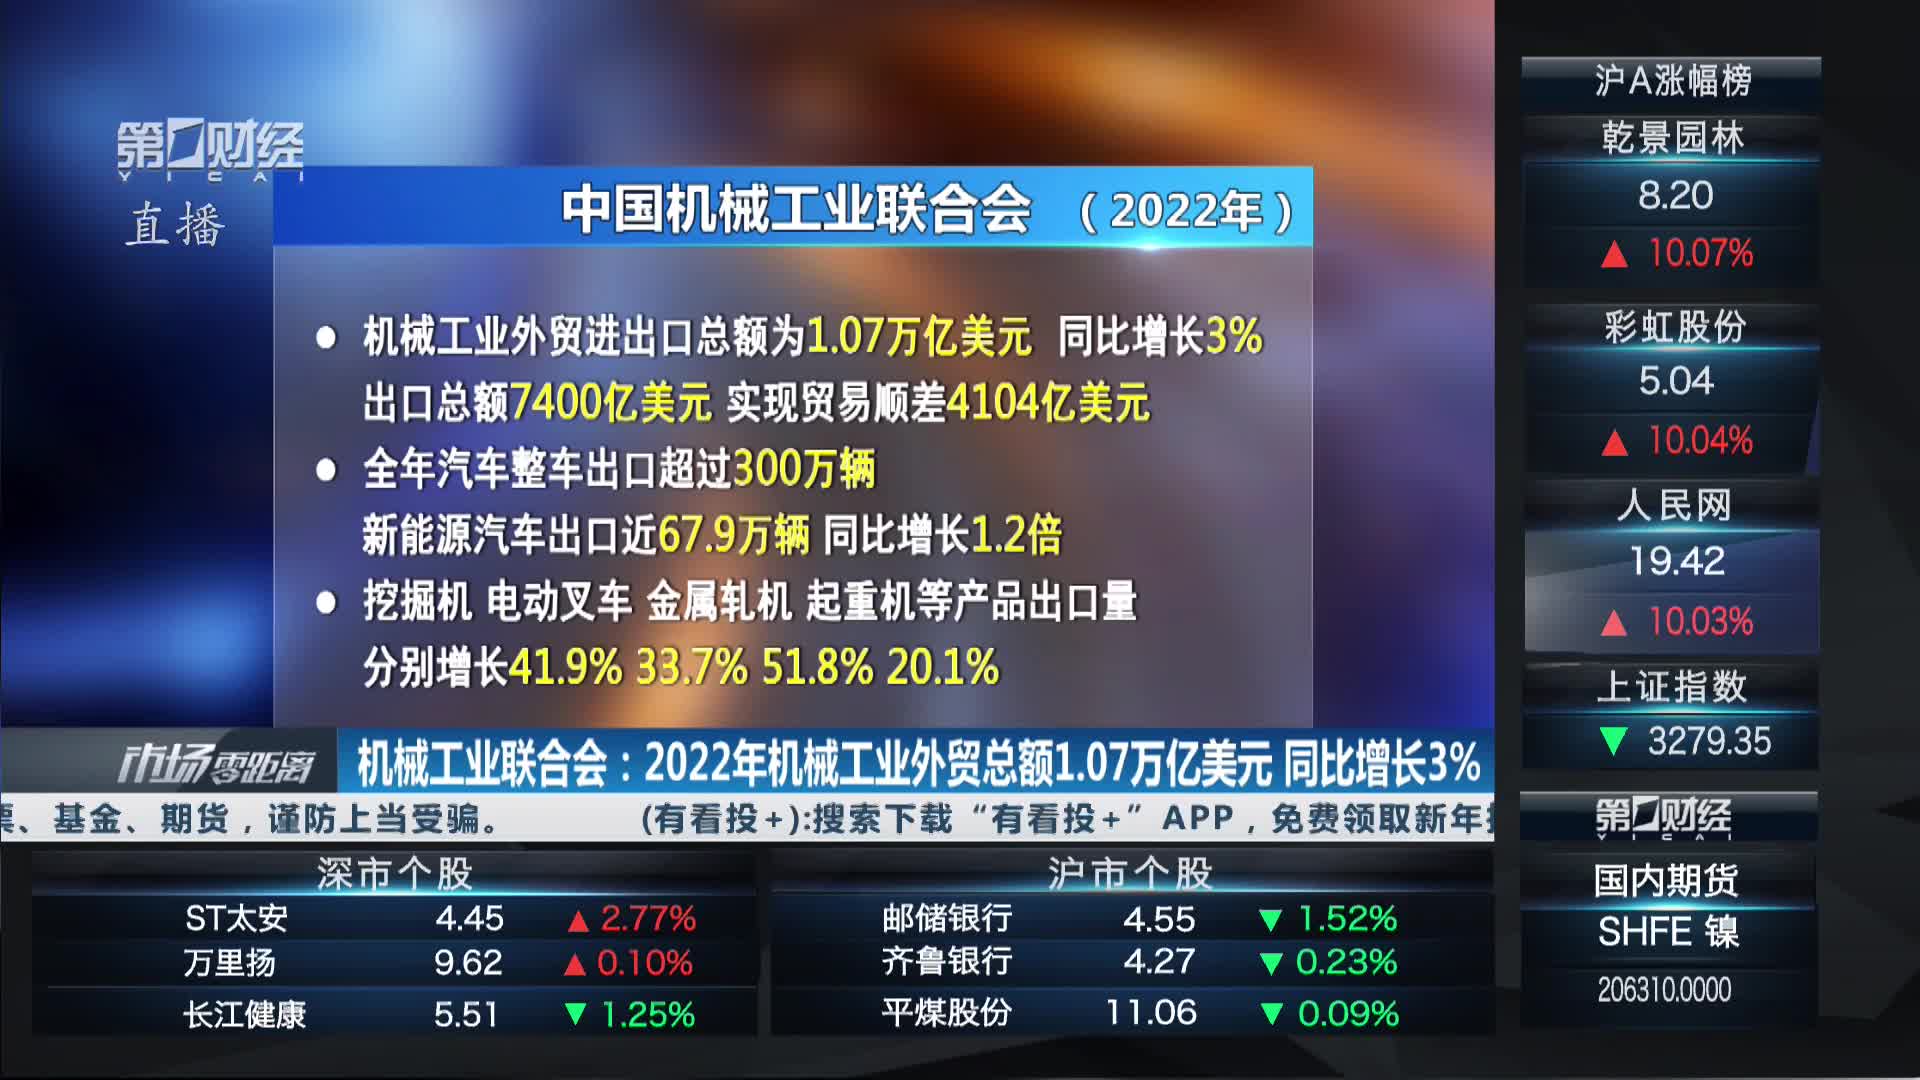 第一财经
YICAI
直播
中国机械工业联合会 （2022年）
● 机械工业外贸进出口总额为1.07万亿美元 同比增长3%
出口总额7400亿美元 实现贸易顺差4104亿美元
● 全年汽车整车出口超过300万辆
新能源汽车出口近67.9万辆 同比增长1.2倍
● 挖掘机 电动叉车 金属轧机 起重机等产品出口量
分别增长41.9% 33.7% 51.8% 20.1%
市场零距离
机械工业联合会：2022年机械工业外贸总额1.07万亿美元 同比增长3%
票、基金、期货，谨防上当受骗。 (有看投+):搜索下载“有看投+”APP，免费领取新年
深市个股
ST太安 4.45 ▲ 2.77%
万里扬 9.62 ▲ 0.10%
长江健康 5.51 ▼ 1.25%
沪市个股
邮储银行 4.55 ▼ 1.52%
齐鲁银行 4.27 ▼ 0.23%
平煤股份 11.06 ▼ 0.09%
沪A涨幅榜
乾景园林
8.20
▲ 10.07%
彩虹股份
5.04
▲ 10.04%
人民网
19.42
▲ 10.03%
上证指数
▼ 3279.35
第一财经
YICAI
国内期货
SHFE 镍
206310.0000